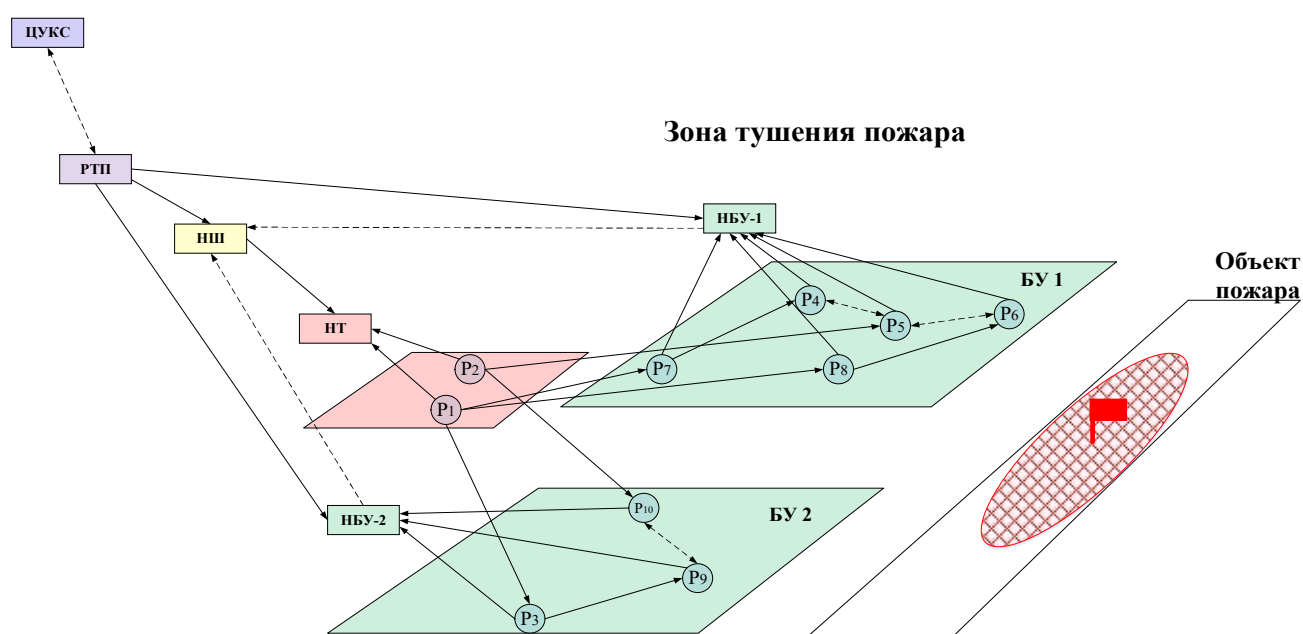 ЦУКС
Зона тушения пожара
РТП
НБУ-1
НШ
Объект
пожара
БУ 1
P4
P6
P5
НТ
P2
P7
P8
P1
БУ 2
P10
НБУ-2
P9
P3